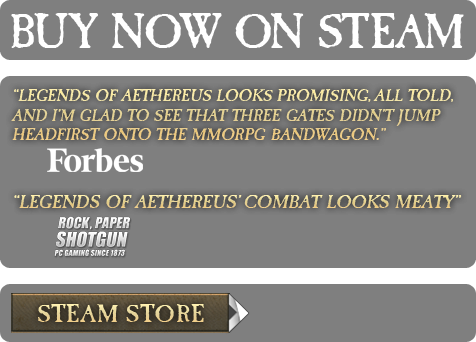 BUY NOW ON STEAM
"LEGENDS OF AETHEREUS LOOKS PROMISING, ALL TOLD,
AND I'M GLAD TO SEE THAT THREE GATES DIDN'T JUMP
HEADFIRST ONTO THE MMORPG BANDWAGON."
Forbes
"LEGENDS OF AETHEREUS' COMBAT LOOKS MEATY"
ROCK, PAPER
SHOTGUN
PC GAMING SINCE 1873
STEAM STORE